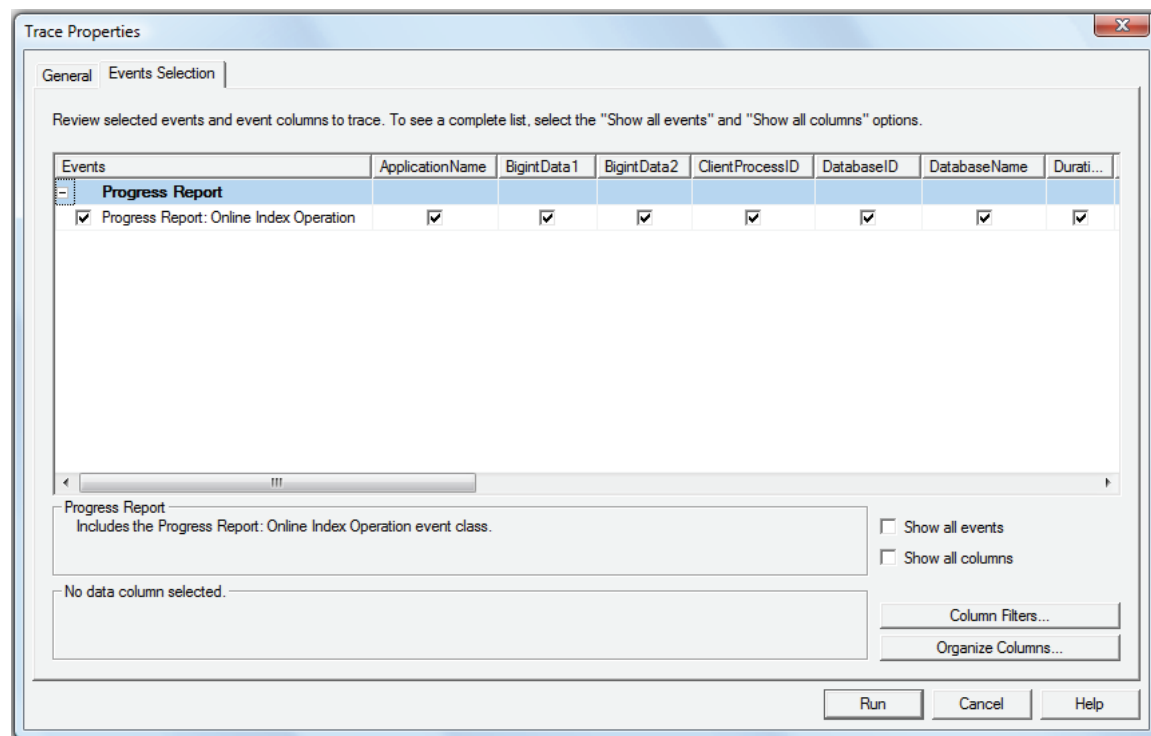 Trace Properties
General Events Selection
Review selected events and event columns to trace. To see a complete list, select the "Show all events" and "Show all columns" options.
Events ApplicationName BigintData1 BigintData2 ClientProcessID DatabaseID DatabaseName Durati...
Progress Report
Progress Report: Online Index Operation
Progress Report
Includes the Progress Report: Online Index Operation event class.
Show all events
Show all columns
No data column selected.
Column Filters...
Organize Columns...
Run Cancel Help